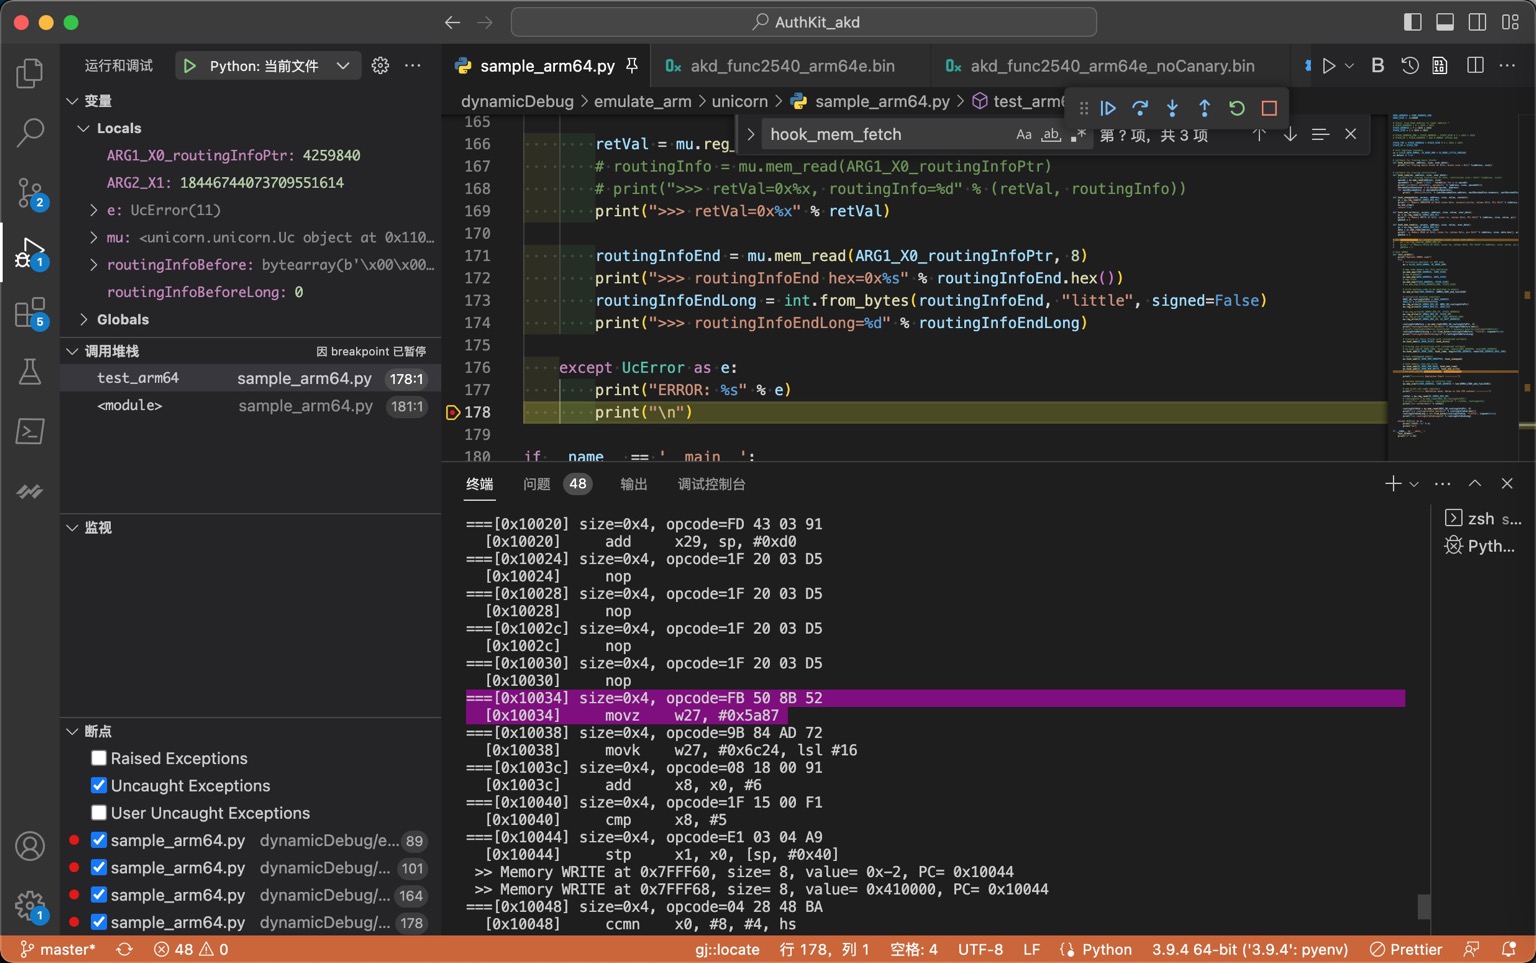 AuthKit_akd
运行和调试
Python: 当前文件
变量
Locals
ARG1_X0_routingInfoPtr: 4259840
ARG2_X1: 18446744073709551614
e: UcError(11)
mu: <unicorn.unicorn.Uc object at 0x110…
routingInfoBefore: bytearray(b'\x00\x00…
routingInfoBeforeLong: 0
Globals
调用堆栈
因 breakpoint 已暂停
test_arm64 sample_arm64.py 178:1
<module> sample_arm64.py 181:1
监视
断点
Raised Exceptions
Uncaught Exceptions
User Uncaught Exceptions
sample_arm64.py dynamicDebug/e... 89
sample_arm64.py dynamicDebug/... 101
sample_arm64.py dynamicDebug/... 164
sample_arm64.py dynamicDebug/... 178
2
1
5
1
sample_arm64.py
akd_func2540_arm64e.bin
akd_func2540_arm64e_noCanary.bin
dynamicDebug > emulate_arm > unicorn > sample_arm64.py > test_arm
hook_mem_fetch
Aa ab .*
第 ? 项，共 3 项
165
166 retVal = mu.reg_
167 # routingInfo = mu.mem_read(ARG1_X0_routingInfoPtr)
168 # print(">>> retVal=0x%x, routingInfo=%d" % (retVal, routingInfo))
169 print(">>> retVal=0x%x" % retVal)
170
171 routingInfoEnd = mu.mem_read(ARG1_X0_routingInfoPtr, 8)
172 print(">>> routingInfoEnd hex=0x%s" % routingInfoEnd.hex())
173 routingInfoEndLong = int.from_bytes(routingInfoEnd, "little", signed=False)
174 print(">>> routingInfoEndLong=%d" % routingInfoEndLong)
175
176 except UcError as e:
177 print("ERROR: %s" % e)
178 print("\n")
179
180 if __name__ == '__main__':
终端
问题 48
输出
调试控制台
zsh s...
Pyth...
===[0x10020] size=0x4, opcode=FD 43 03 91
[0x10020] add x29, sp, #0xd0
===[0x10024] size=0x4, opcode=1F 20 03 D5
[0x10024] nop
===[0x10028] size=0x4, opcode=1F 20 03 D5
[0x10028] nop
===[0x1002c] size=0x4, opcode=1F 20 03 D5
[0x1002c] nop
===[0x10030] size=0x4, opcode=1F 20 03 D5
[0x10030] nop
===[0x10034] size=0x4, opcode=FB 50 8B 52
[0x10034] movz w27, #0x5a87
===[0x10038] size=0x4, opcode=9B 84 AD 72
[0x10038] movk w27, #0x6c24, lsl #16
===[0x1003c] size=0x4, opcode=08 18 00 91
[0x1003c] add x8, x0, #6
===[0x10040] size=0x4, opcode=1F 15 00 F1
[0x10040] cmp x8, #5
===[0x10044] size=0x4, opcode=E1 03 04 A9
[0x10044] stp x1, x0, [sp, #0x40]
>> Memory WRITE at 0x7FFF60, size= 8, value= 0x-2, PC= 0x10044
>> Memory WRITE at 0x7FFF68, size= 8, value= 0x410000, PC= 0x10044
===[0x10048] size=0x4, opcode=04 28 48 BA
[0x10048] ccmn x0, #8, #4, hs
master*
48 0
gj::locate
行 178，列 1
空格: 4
UTF-8
LF
Python
3.9.4 64-bit ('3.9.4': pyenv)
Prettier